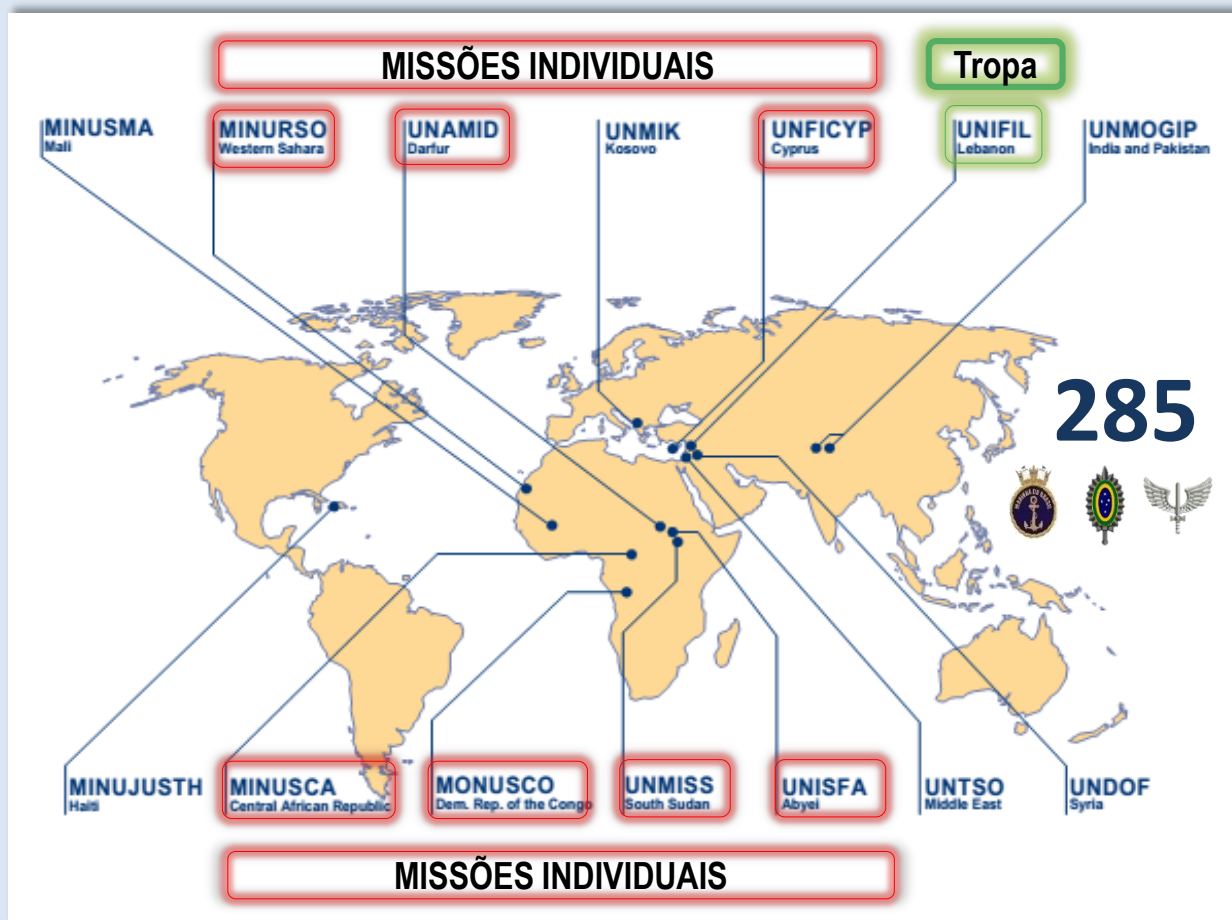 MISSÕES INDIVIDUAIS
Tropa
MINUSMA
Mali
MINURSO
Western Sahara
UNAMID
Darfur
UNMIK
Kosovo
UNFICYP
Cyprus
UNIFIL
Lebanon
UNMOGIP
India and Pakistan
285
MINUJUSTH
Haiti
MINUSCA
Central African Republic
MONUSCO
Dem. Rep. of the Congo
UNMISS
South Sudan
UNISFA
Abyei
UNTSO
Middle East
UNDOF
Syria
MISSÕES INDIVIDUAIS